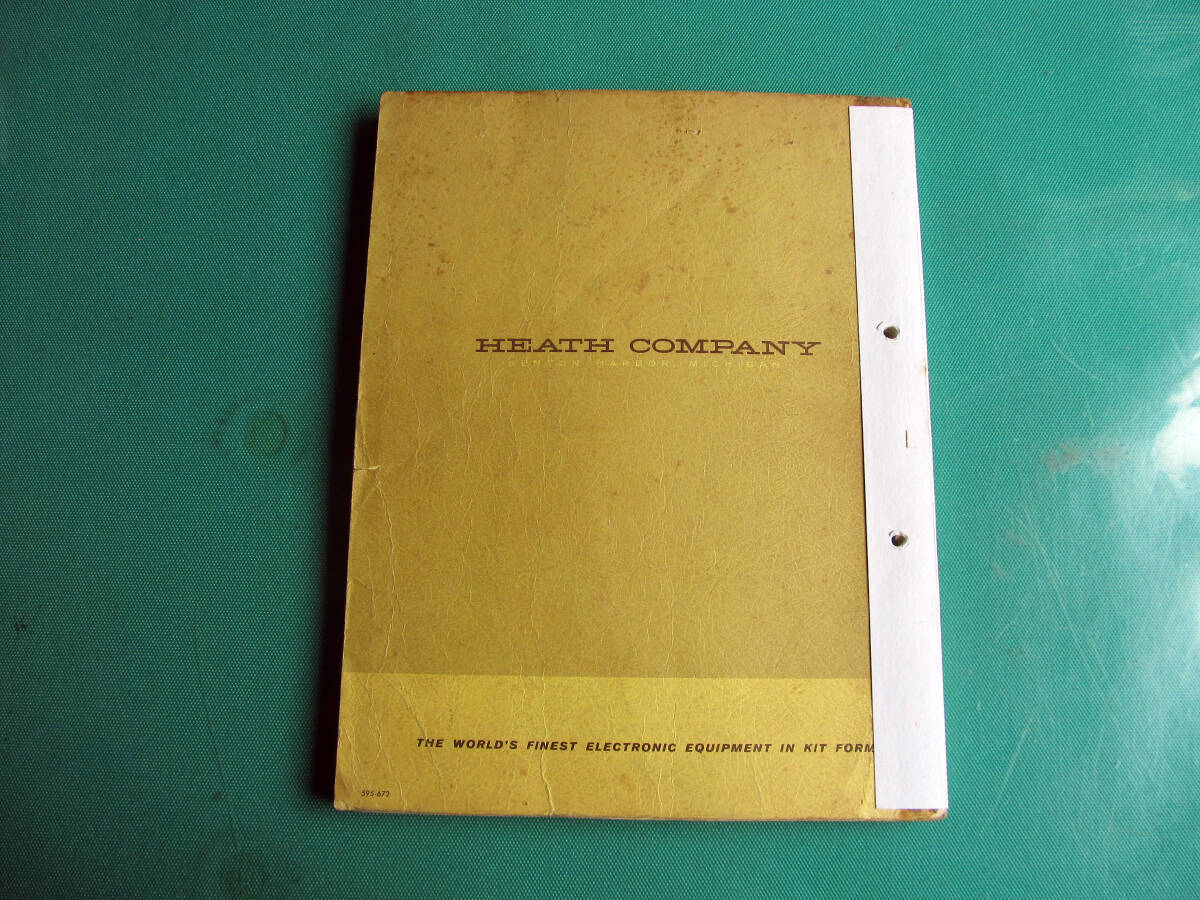 HEATH COMPANY
BENTON HARBOR, MICHIGAN
THE WORLD'S FINEST ELECTRONIC EQUIPMENT IN KIT FORM
595-672